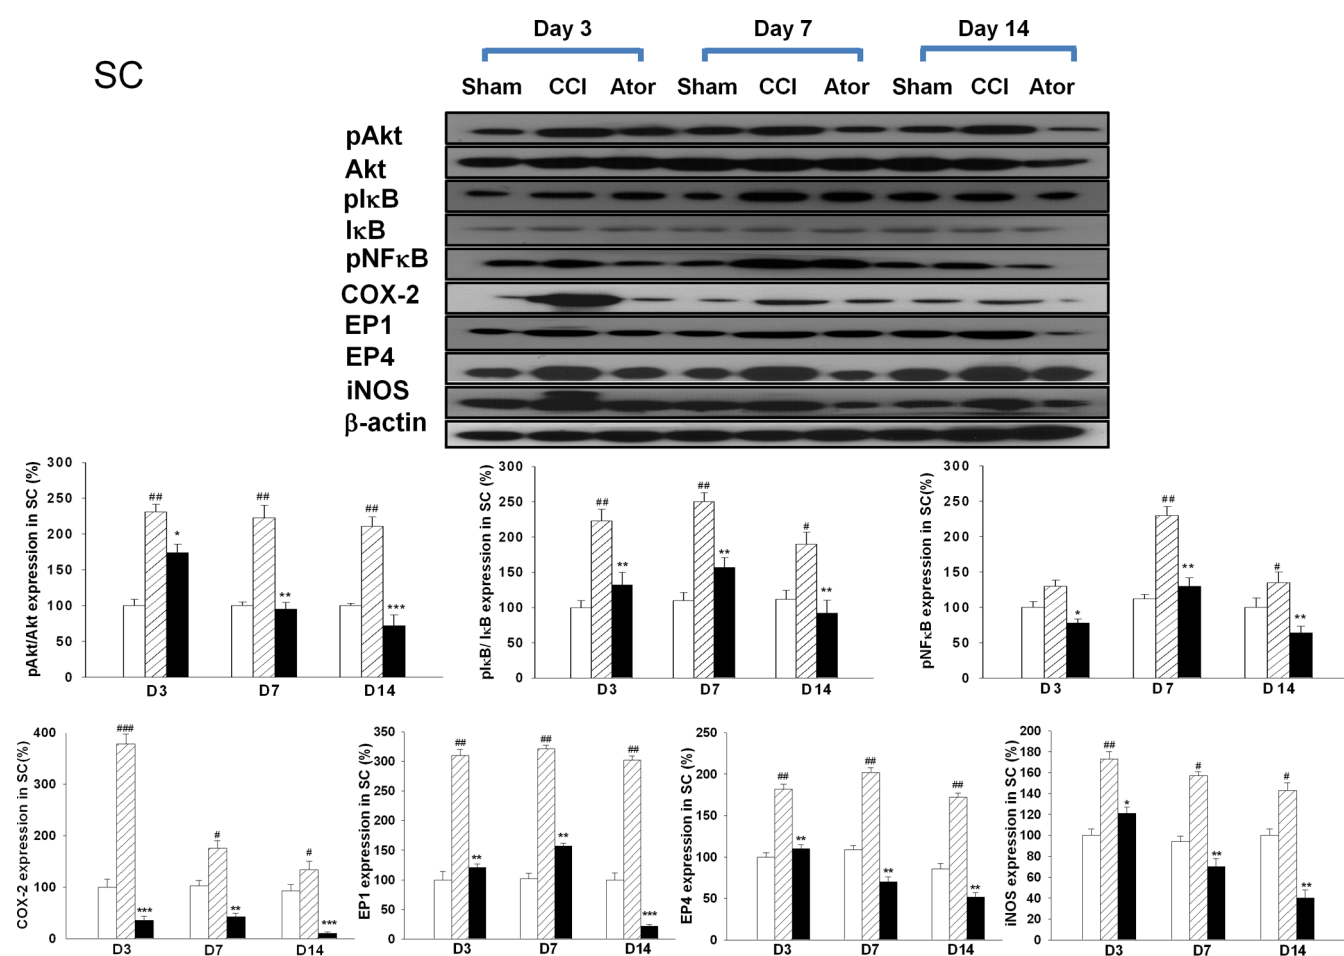 Day 3 Day 7 Day 14
SC
Sham CCI Ator Sham CCI Ator Sham CCI Ator
pAkt
Akt
pIκB
IκB
pNFκB
COX-2
EP1
EP4
iNOS
β-actin
pAkt/Akt expression in SC (%)
300
250
200
150
100
50
0
## * ## ** ## ***
D3 D7 D14
pIκB/ IκB expression in SC (%)
300
250
200
150
100
50
0
## ** ## ** # **
D3 D7 D14
pNFκB expression in SC(%)
300
250
200
150
100
50
0
* ## ** # **
D3 D7 D14
COX-2 expression in SC(%)
400
300
200
100
0
### *** # ** # ***
D3 D7 D14
EP1 expression in SC (%)
350
300
250
200
150
100
50
0
## ** ## ** ## ***
D3 D7 D14
EP4 expression in SC (%)
250
200
150
100
50
0
## ** ## ** ## **
D3 D7 D14
iNOS expression in SC (%)
200
180
160
140
120
100
80
60
40
20
0
## * # ** # **
D3 D7 D14